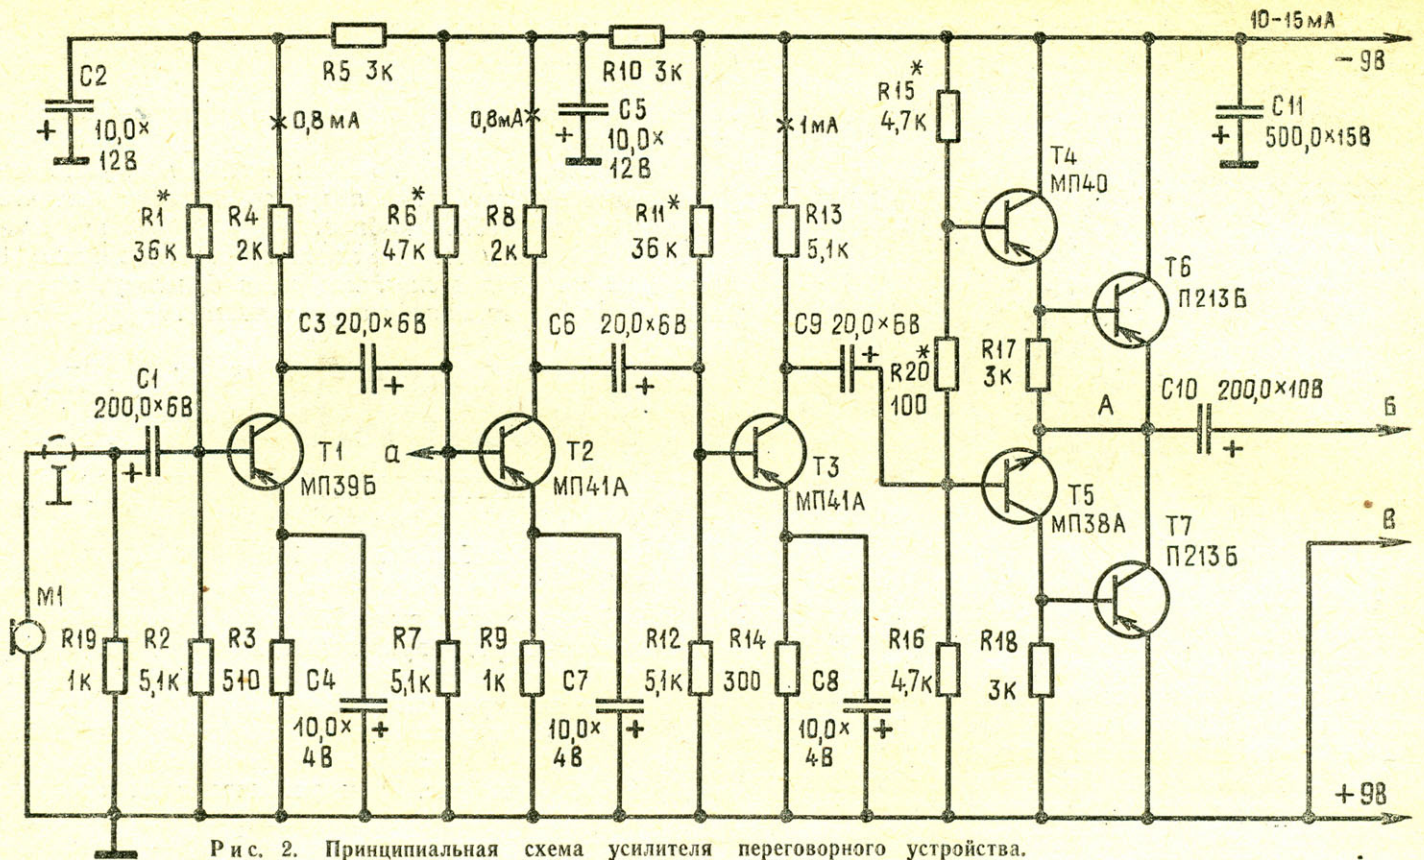 10-15мА
-9В
C2
10,0×
12В
R5 3к
R10 3к
C5
10,0×
12В
0,8мА
0,8мА
1мА
R15*
4,7к
C11
500,0×15В
T4
МП40
R1*
36к
R4
2к
R6*
47к
R8
2к
R11*
36к
R13
5,1к
T6
П213Б
C3 20,0×6В
C6 20,0×6В
C9 20,0×6В
R20*
100
R17
3к
C1
200,0×6В
A
C10 200,0×10В
Б
T1
МП39Б
а
T2
МП41А
T3
МП41А
T5
МП38А
В
T7
П213Б
М1
R19
1к
R2
5,1к
R3
510
C4
10,0×
4В
R7
5,1к
R9
1к
C7
10,0×
4В
R12
5,1к
R14
300
C8
10,0×
4В
R16
4,7к
R18
3к
+9В
Рис. 2. Принципиальная схема усилителя переговорного устройства.